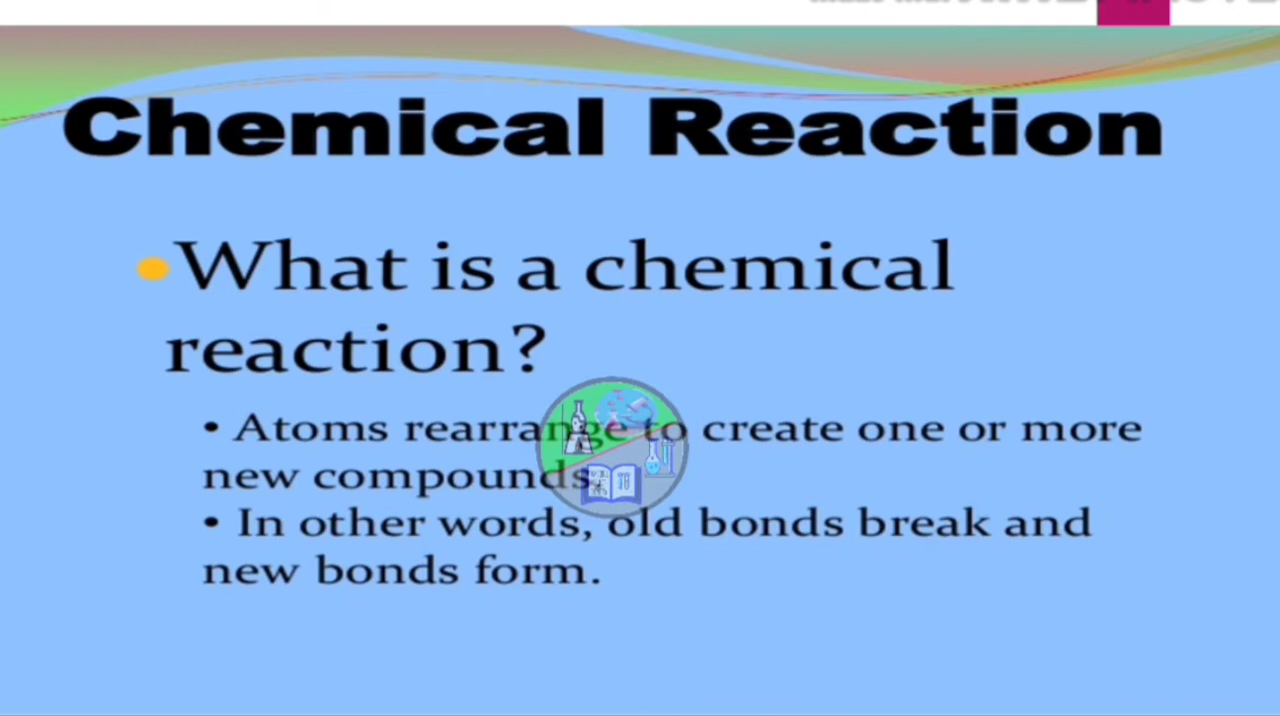 Chemical Reaction
•What is a chemical
reaction?
• Atoms rearrange to create one or more
new compounds.
• In other words, old bonds break and
new bonds form.